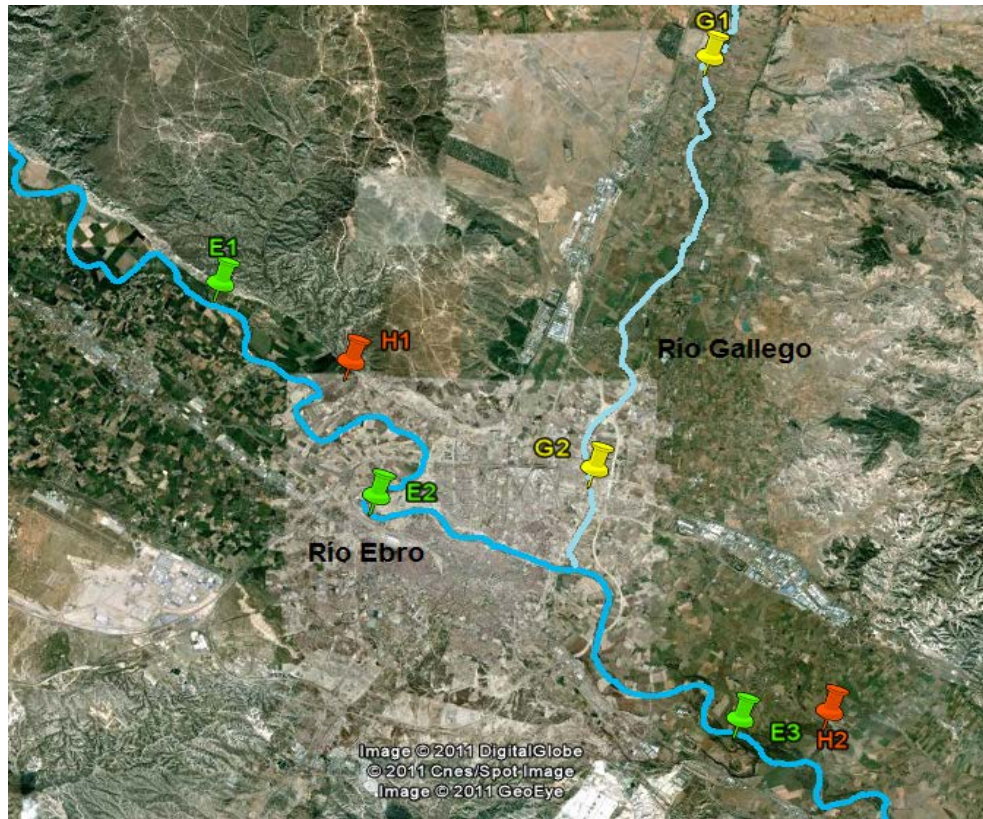 G1
E1
H1
Río Gallego
G2
E2
Río Ebro
E3
H2
Image © 2011 DigitalGlobe
© 2011 Cnes/Spot Image
Image © 2011 GeoEye